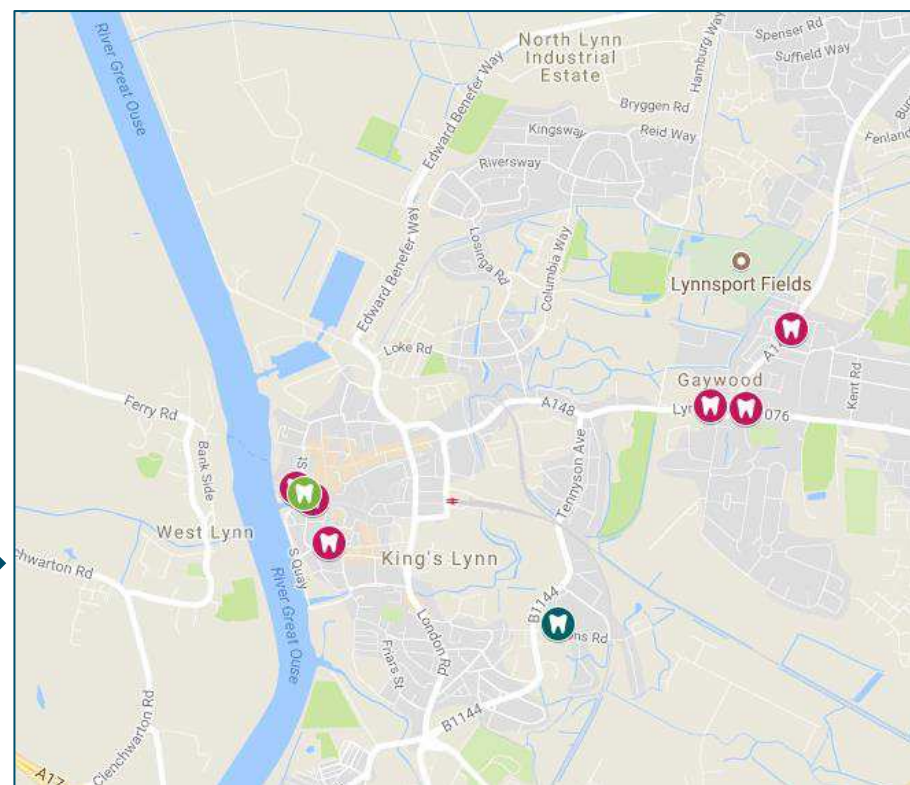 River Great Ouse
North Lynn
Industrial
Estate
Edward Benefer Way
Hamburg Way
Spenser Rd
Suffield Way
Bryggen Rd
Kingsway
Reid Way
Riversway
Losinga Rd
Columbia Way
Edward Benefer Way
Lynnsport Fields
Loke Rd
Gaywood
Kent Rd
A148
Ferry Rd
Bank Side
Tennyson Ave
West Lynn
S Quay
King's Lynn
River Great Ouse
B1144
Friars St
London Rd
B1144
Clenchwarton Rd
A17